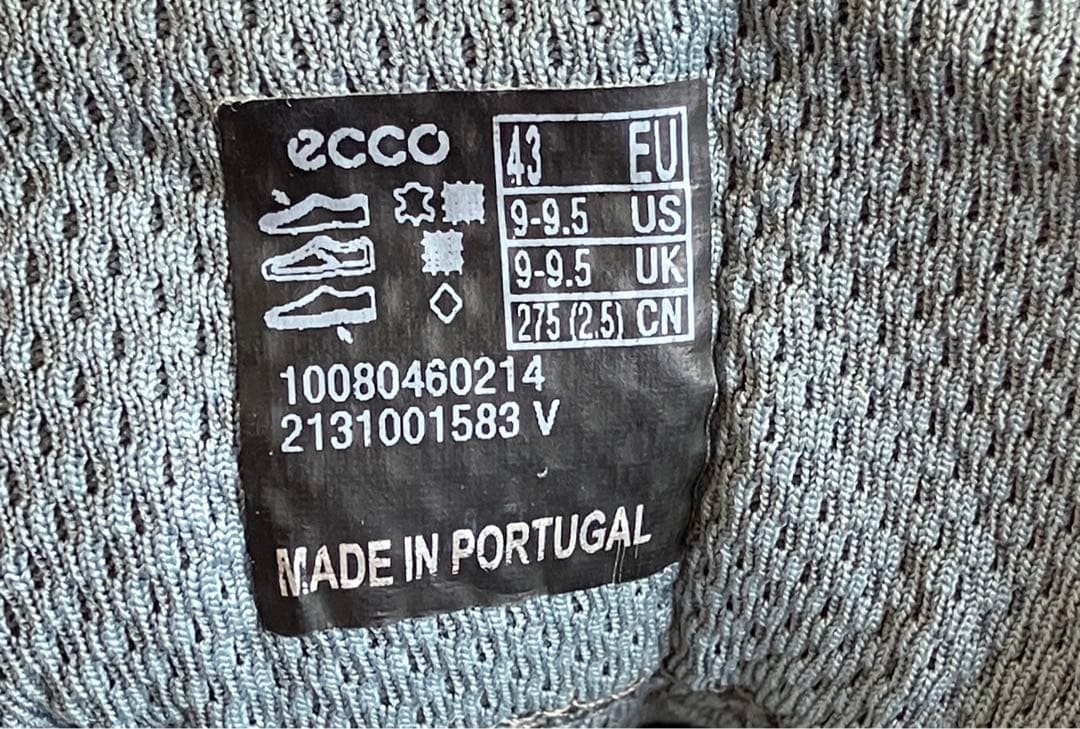 ecco
43 EU
9-9.5 US
9-9.5 UK
275 (2.5) CN
10080460214
2131001583 V
MADE IN PORTUGAL